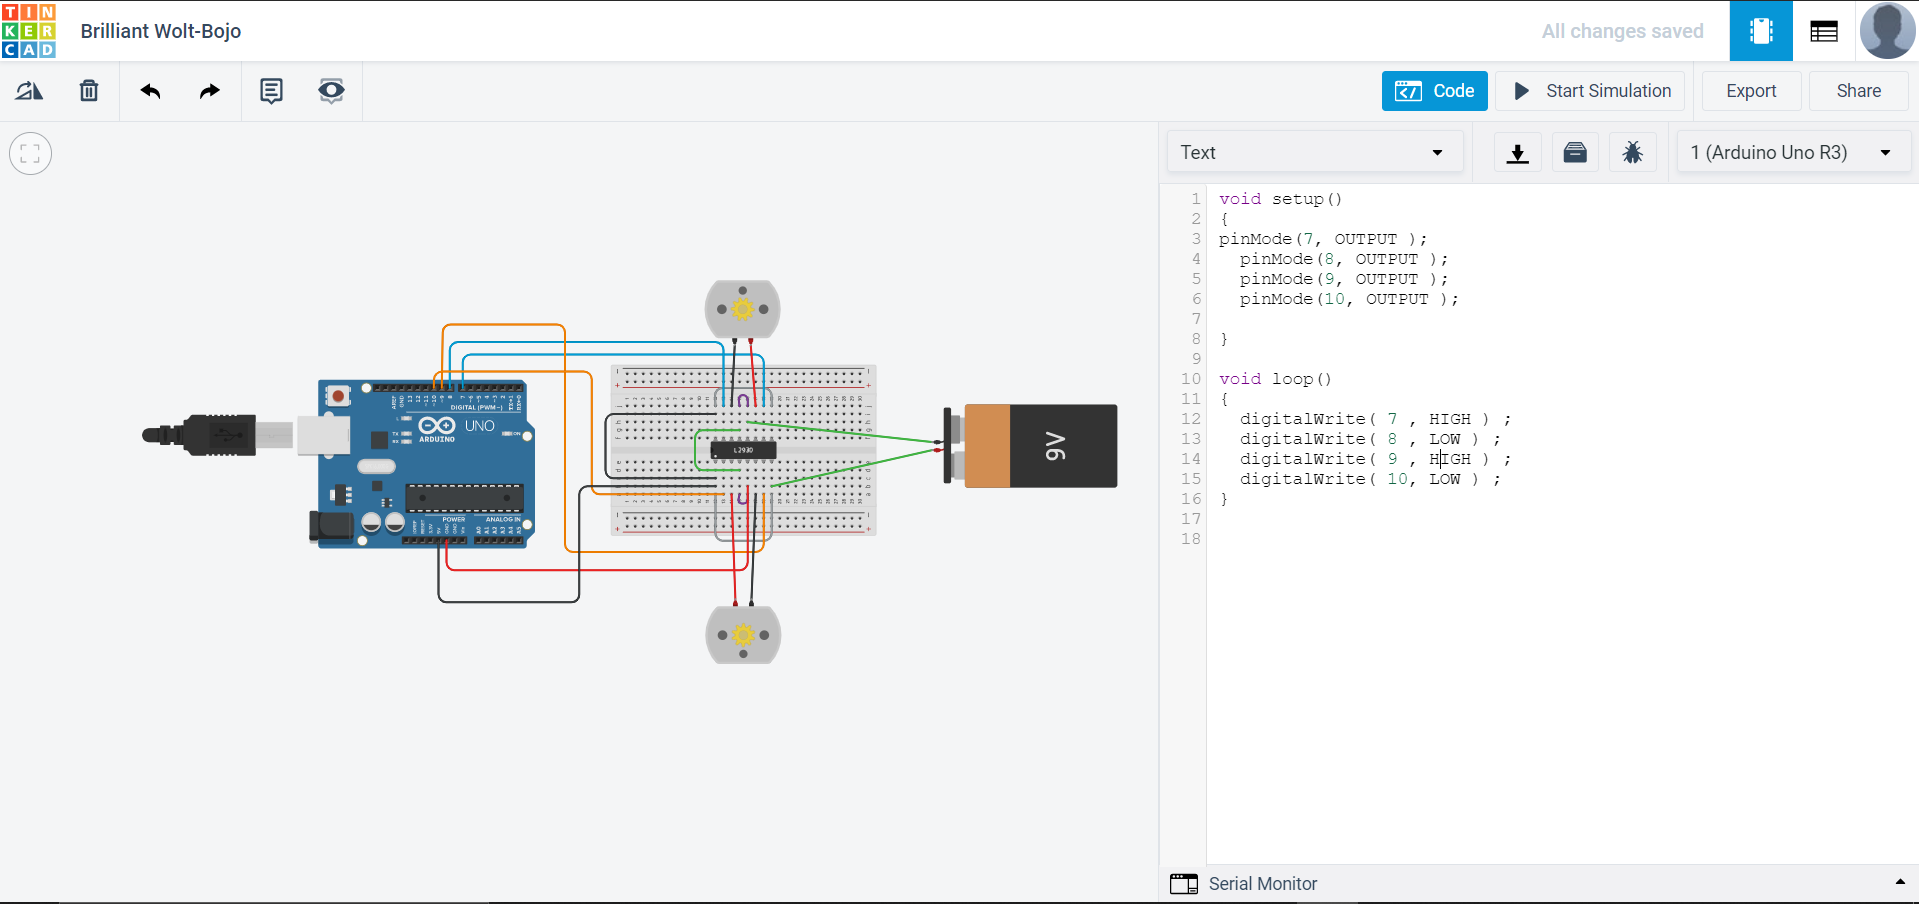 TIN
KER
CAD
Brilliant Wolt-Bojo
All changes saved
Code
Start Simulation
Export
Share
Text
1 (Arduino Uno R3)
1 void setup()
2 {
3 pinMode(7, OUTPUT );
4 pinMode(8, OUTPUT );
5 pinMode(9, OUTPUT );
6 pinMode(10, OUTPUT );
7
8 }
9
10 void loop()
11 {
12 digitalWrite( 7 , HIGH ) ;
13 digitalWrite( 8 , LOW ) ;
14 digitalWrite( 9 , HIGH ) ;
15 digitalWrite( 10, LOW ) ;
16 }
17
18
DIGITAL (PWM~)
UNO
ARDUINO
TX
RX
L
ON
POWER
ANALOG IN
L293D
9V
Serial Monitor